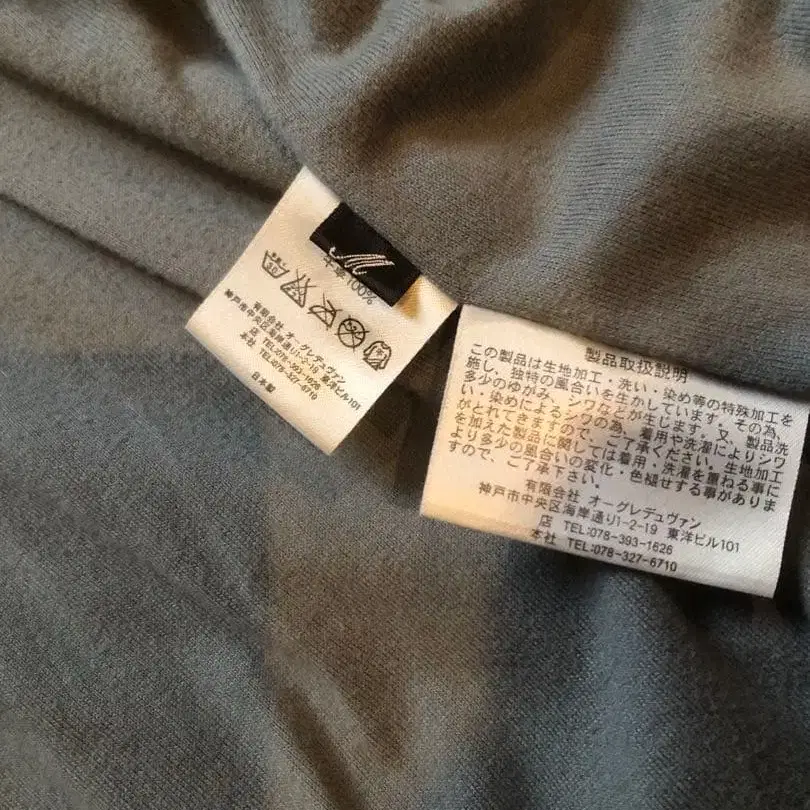 M
羊毛100%
30
有限会社 オーグレデュヴァン
神戸市中央区海岸通り1-2-19 東洋ビル101
店 TEL:078-393-1626
本社 TEL:078-327-6710
日本製
製品取扱説明
この製品は生地加工・洗い・染め等の特殊加工を
施し、独特の風合いを生かしています。その為、
多少のゆがみ、シワなどが生じます。又、製品洗
い・染めによるシワの為、着用や洗濯によりシワ
がとれてきますので、ご了承ください。生地加工
を加えた製品に関しては着用・洗濯を重ねる事に
より多少の風合いの変化・色褪せする事がありま
すので、ご了承下さい。
有限会社 オーグレデュヴァン
神戸市中央区海岸通り1-2-19 東洋ビル101
店 TEL:078-393-1626
本社 TEL:078-327-6710